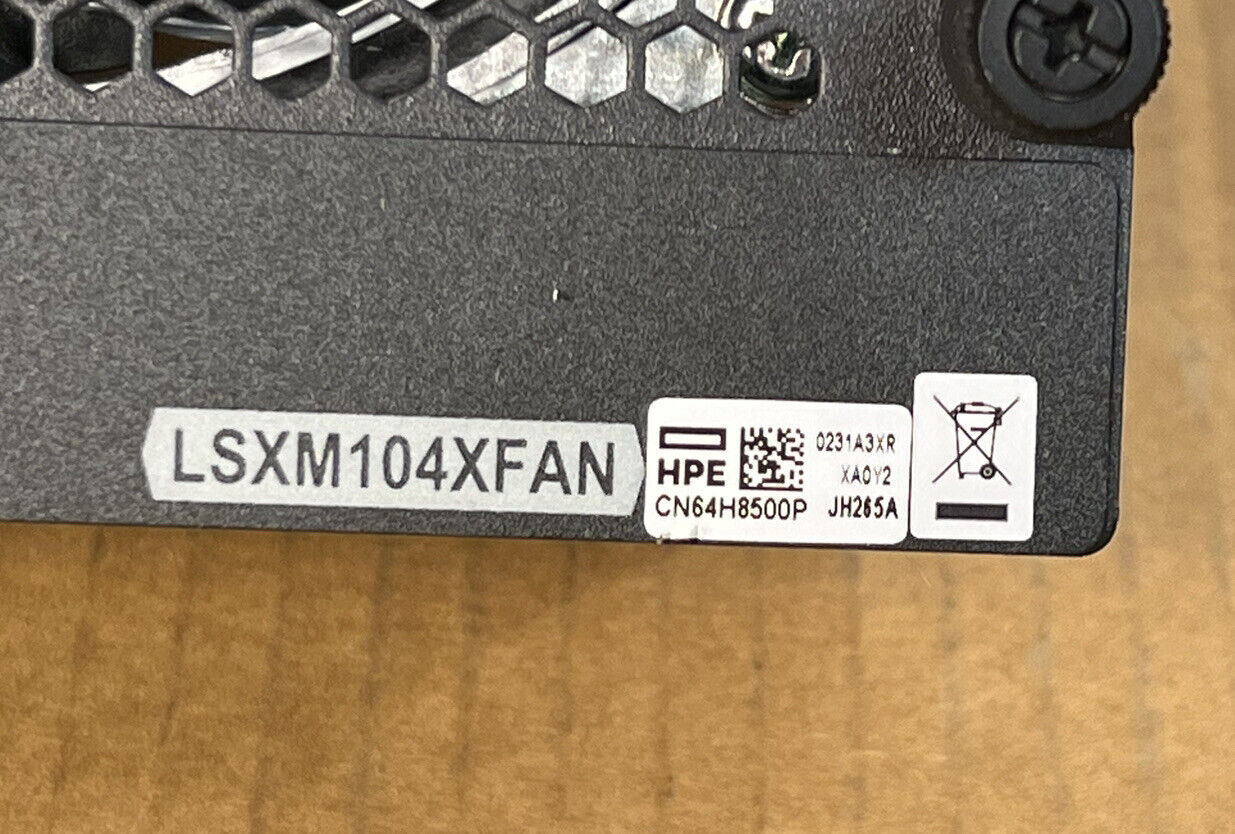 LSXM104XFAN
HPE
0231A3XR
XA0Y2
CN64H8500P JH265A